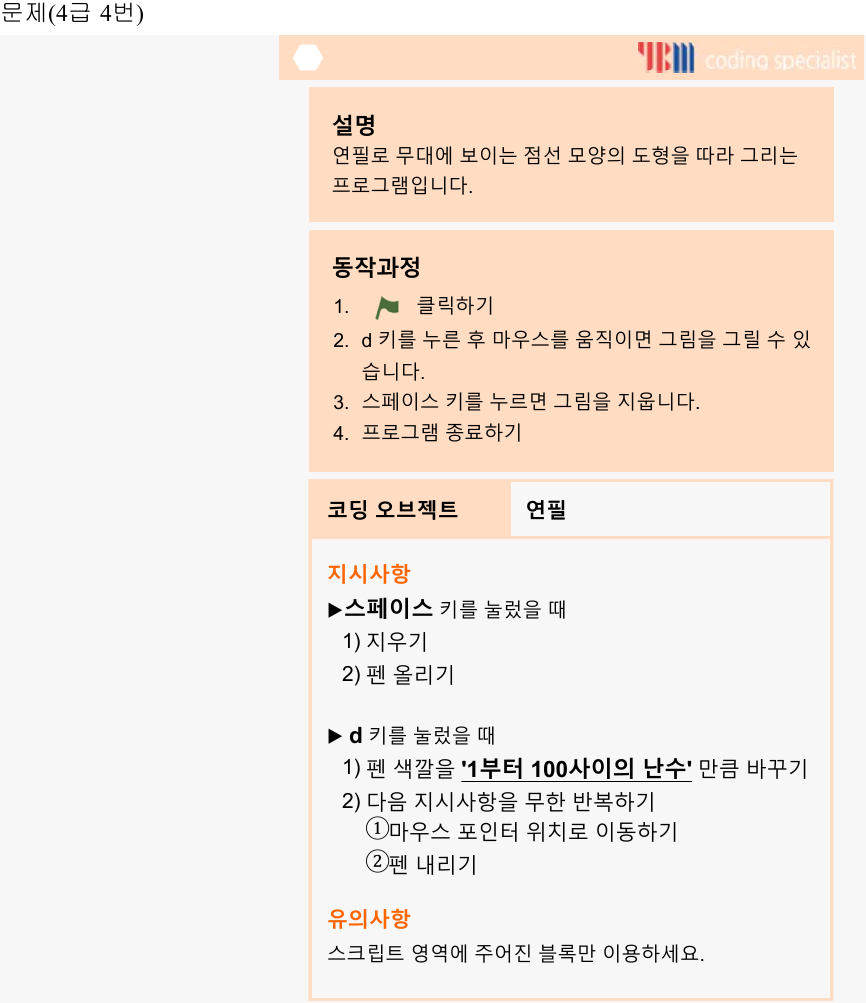 문제(4급 4번)
YBM coding specialist
설명
연필로 무대에 보이는 점선 모양의 도형을 따라 그리는
프로그램입니다.
동작과정
1. 클릭하기
2. d 키를 누른 후 마우스를 움직이면 그림을 그릴 수 있
습니다.
3. 스페이스 키를 누르면 그림을 지웁니다.
4. 프로그램 종료하기
코딩 오브젝트 연필
지시사항
▶스페이스 키를 눌렀을 때
1) 지우기
2) 펜 올리기
▶ d 키를 눌렀을 때
1) 펜 색깔을 '1부터 100사이의 난수' 만큼 바꾸기
2) 다음 지시사항을 무한 반복하기
①마우스 포인터 위치로 이동하기
②펜 내리기
유의사항
스크립트 영역에 주어진 블록만 이용하세요.